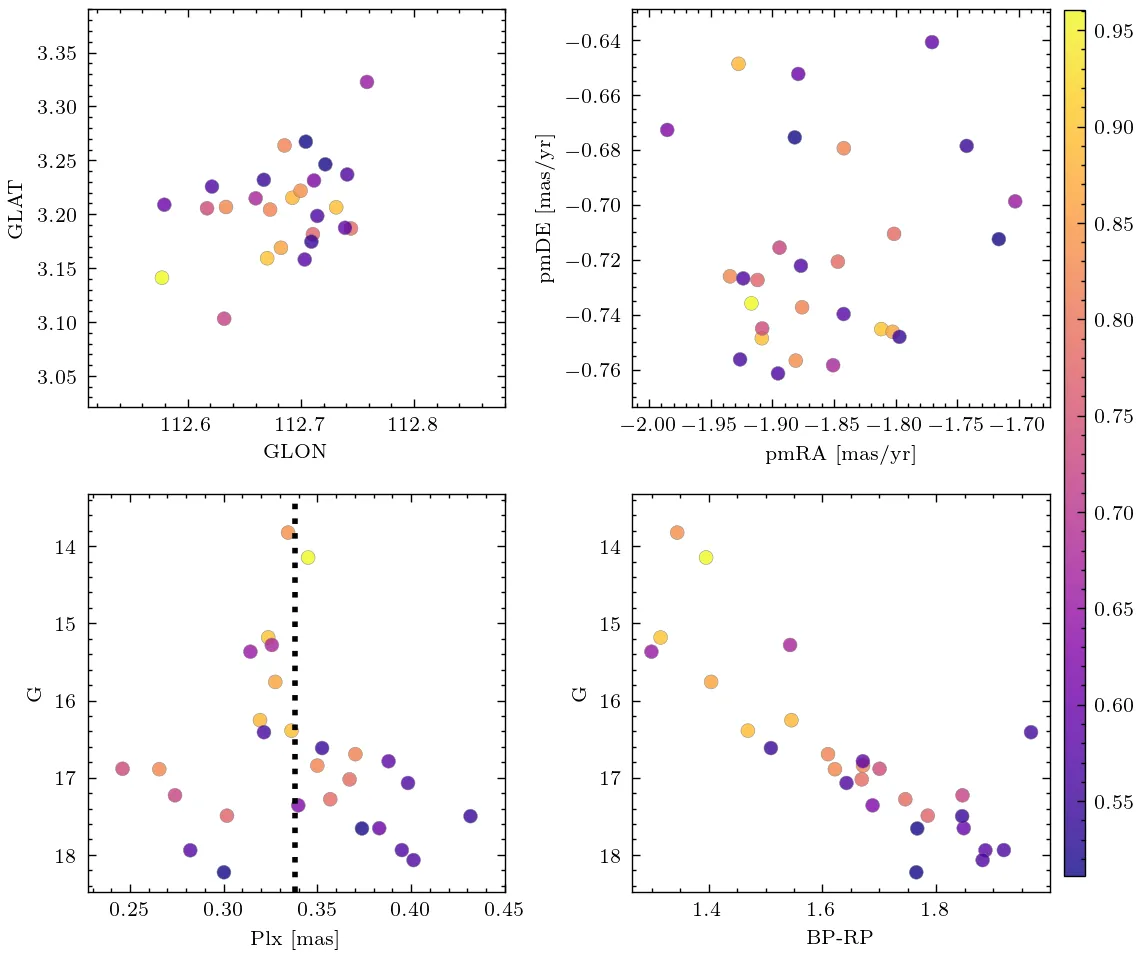 3.35
3.30
3.25
3.20
3.15
3.10
3.05
GLAT
112.6 112.7 112.8
GLON
−0.64
−0.66
−0.68
−0.70
−0.72
−0.74
−0.76
pmDE [mas/yr]
−2.00 −1.95 −1.90 −1.85 −1.80 −1.75 −1.70
pmRA [mas/yr]
0.95
0.90
0.85
0.80
0.75
0.70
0.65
0.60
0.55
14
15
16
17
18
G
0.25 0.30 0.35 0.40 0.45
Plx [mas]
14
15
16
17
18
G
1.4 1.6 1.8
BP-RP